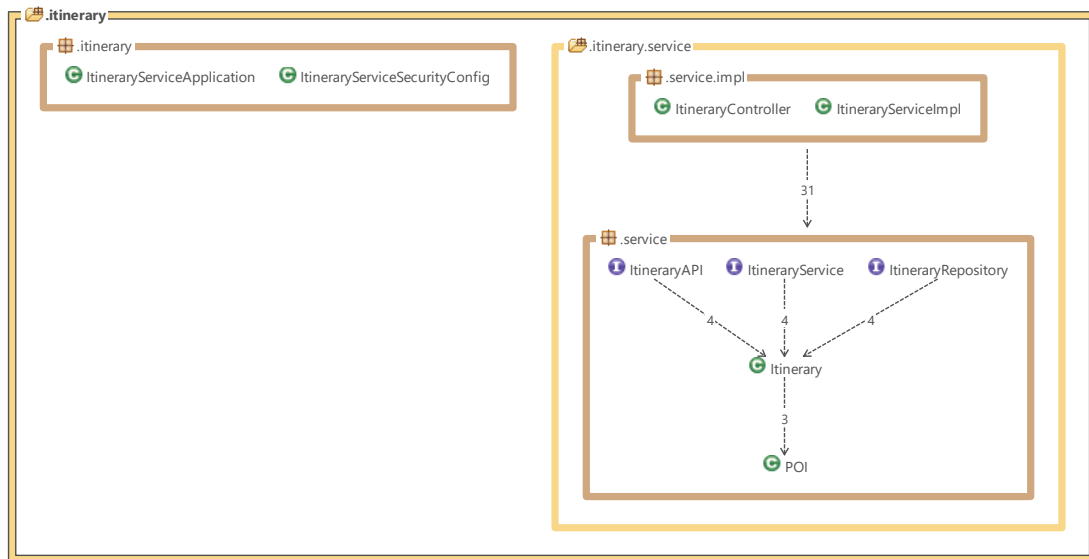 .itinerary
.itinerary
ItineraryServiceApplication
ItineraryServiceSecurityConfig
.itinerary.service
.service.impl
ItineraryController
ItineraryServiceImpl
31
.service
ItineraryAPI
ItineraryService
ItineraryRepository
4
4
4
Itinerary
3
POI